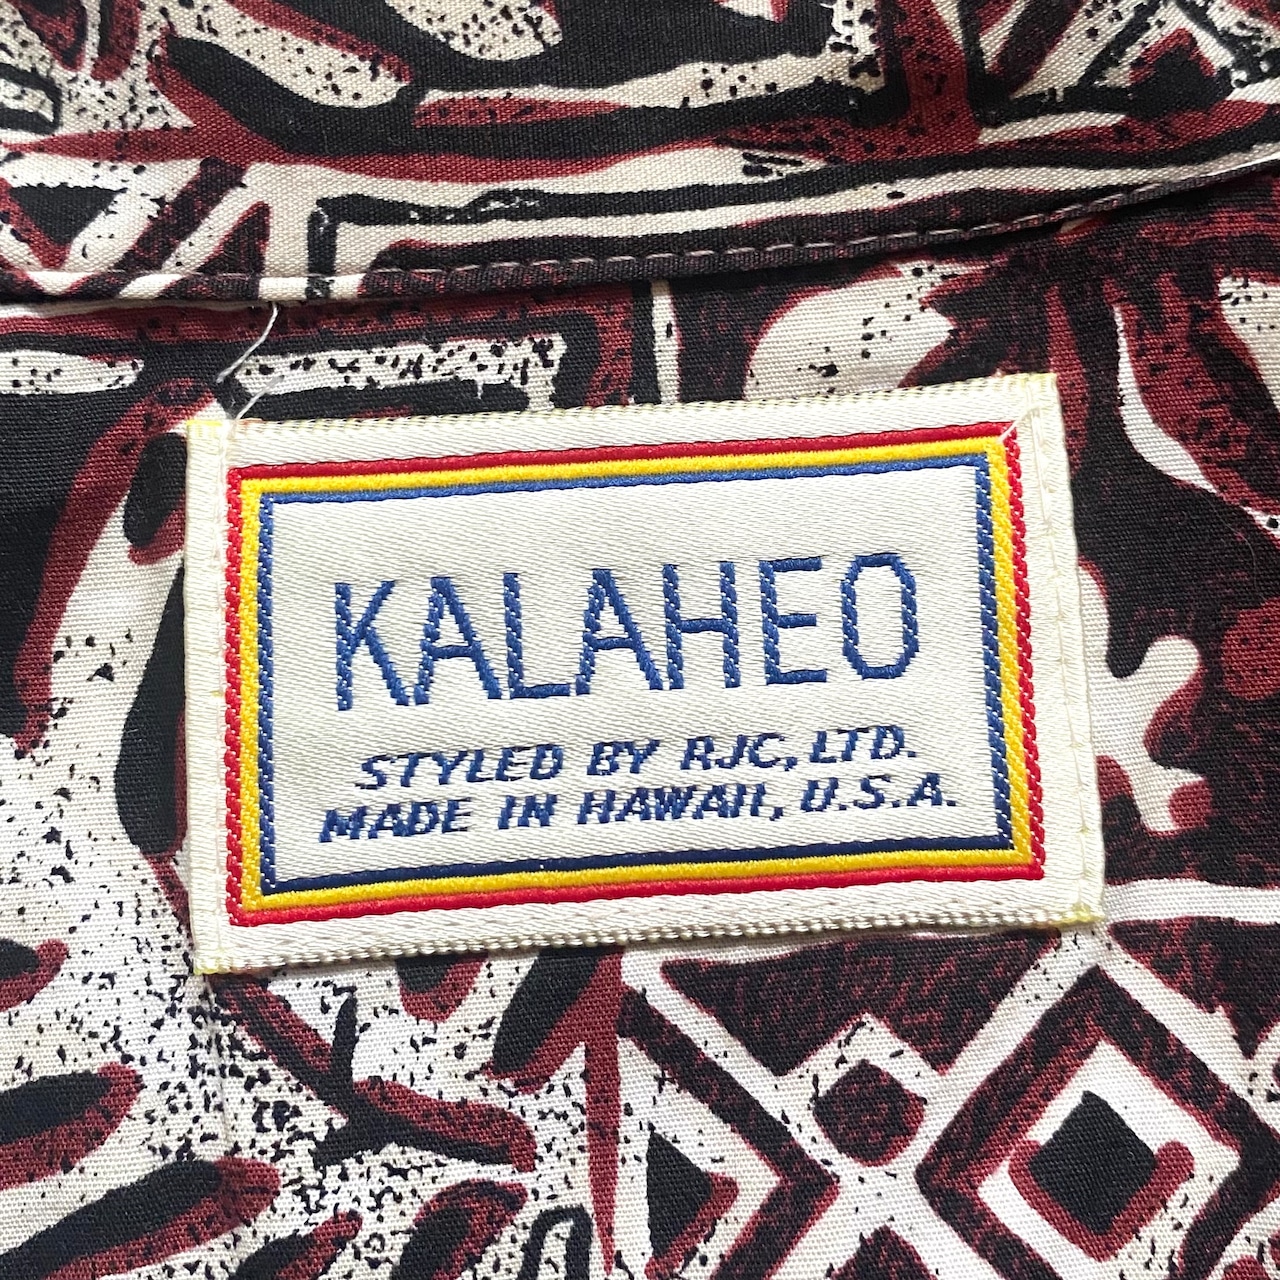 KALAHEO
STYLED BY RJC, LTD.
MADE IN HAWAII, U.S.A.